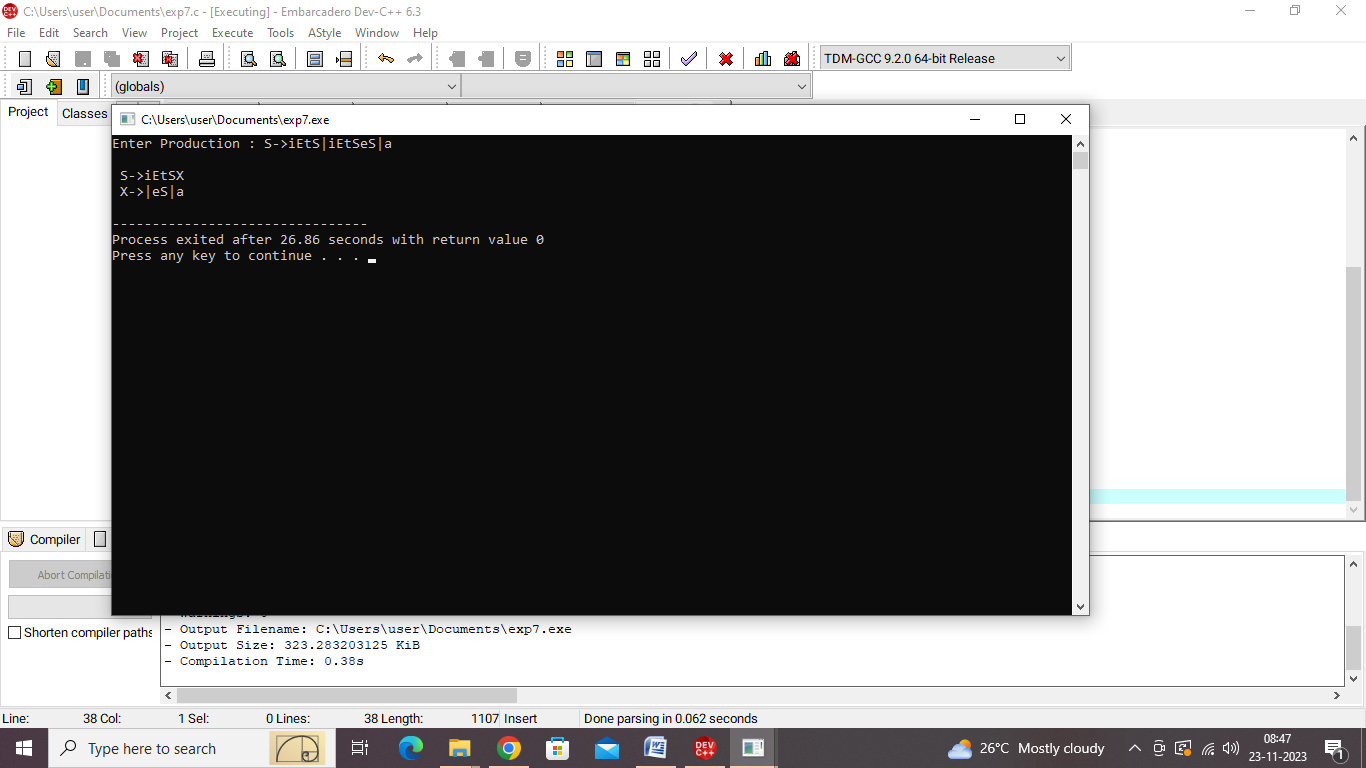 C:\Users\user\Documents\exp7.c - [Executing] - Embarcadero Dev-C++ 6.3
File Edit Search View Project Execute Tools AStyle Window Help
TDM-GCC 9.2.0 64-bit Release
(globals)
Project Classes
C:\Users\user\Documents\exp7.exe
Enter Production : S->iEtS|iEtSeS|a
S->iEtSX
X->|eS|a
--------------------------------
Process exited after 26.86 seconds with return value 0
Press any key to continue . . .
Compiler
Abort Compilati
Shorten compiler paths
- Output Filename: C:\Users\user\Documents\exp7.exe
- Output Size: 323.283203125 KiB
- Compilation Time: 0.38s
Line: 38 Col: 1 Sel: 0 Lines: 38 Length: 1107 Insert Done parsing in 0.062 seconds
Type here to search
DEV C++
26°C Mostly cloudy
08:47
23-11-2023
1